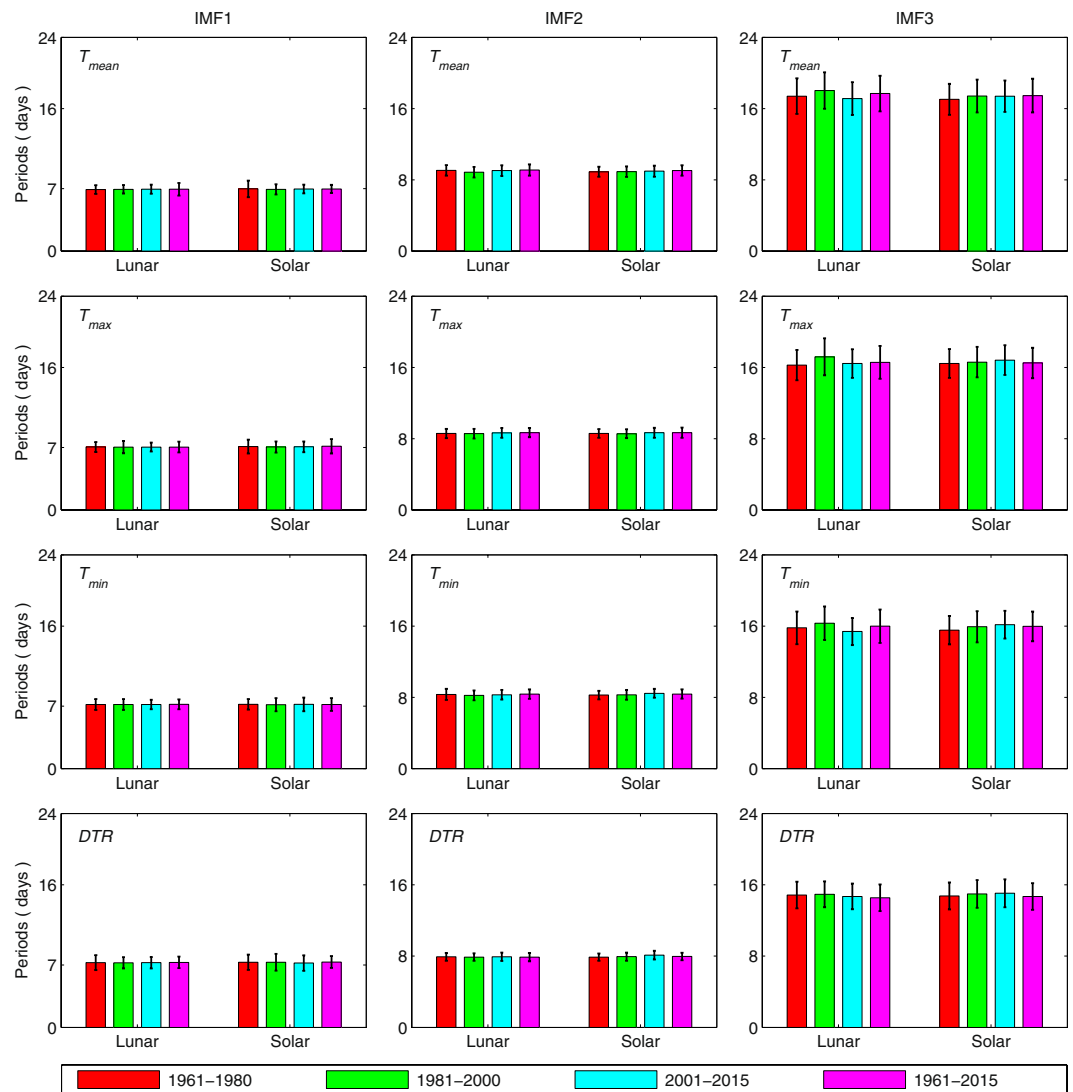 IMF1 IMF2 IMF3
24 T_mean 24 T_mean 24 T_mean
16 16
Periods ( days )
7 8 8
0 0 0
Lunar Solar Lunar Solar Lunar Solar
24 T_max 24 T_max 24 T_max
16 16
Periods ( days )
7 8 8
0 0 0
Lunar Solar Lunar Solar Lunar Solar
24 T_min 24 T_min 24 T_min
16 16 16
Periods ( days )
7 8 8
0 0 0
Lunar Solar Lunar Solar Lunar Solar
24 DTR 24 DTR 24 DTR
16 16 16
Periods ( days )
7 8 8
0 0 0
Lunar Solar Lunar Solar Lunar Solar
1961–1980 1981–2000 2001–2015 1961–2015